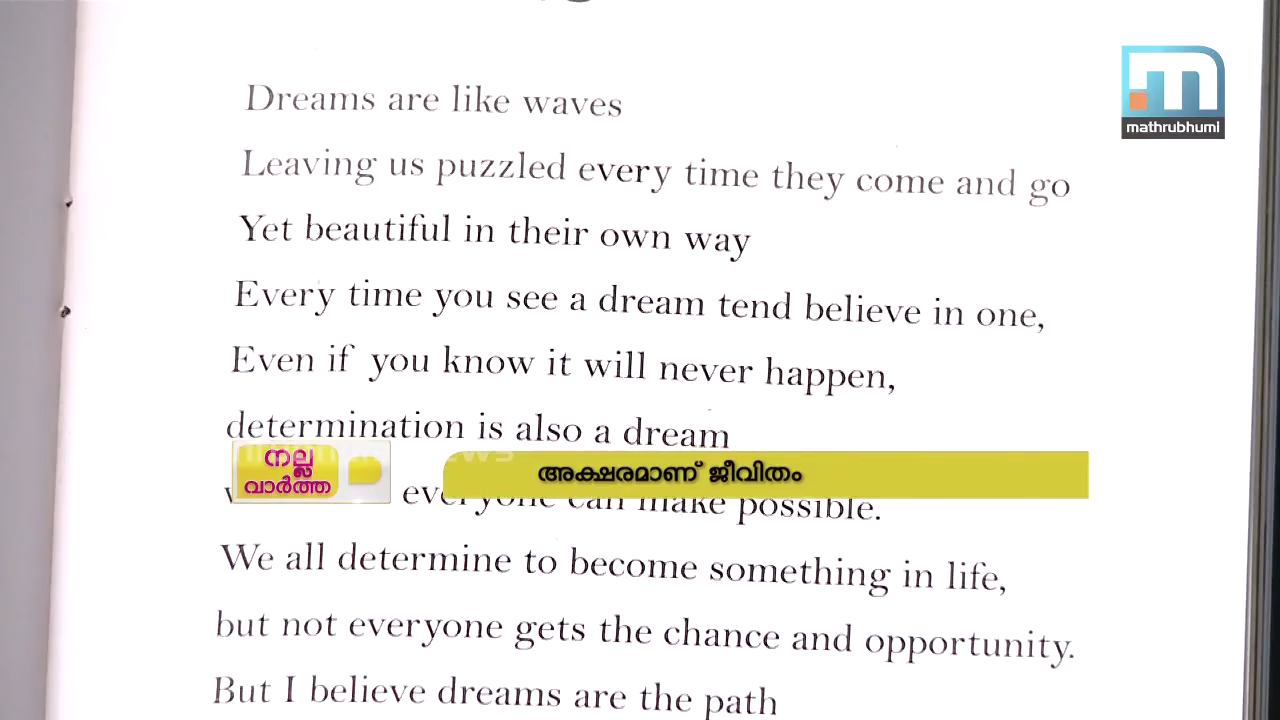 Dreams are like waves
Leaving us puzzled every time they come and go
Yet beautiful in their own way
Every time you see a dream tend believe in one,
Even if you know it will never happen,
determination is also a dream
everyone can make possible.
We all determine to become something in life,
but not everyone gets the chance and opportunity.
But I believe dreams are the path
mathrubhumi
നല്ല
വാർത്ത
അക്ഷരമാണ് ജീവിതം